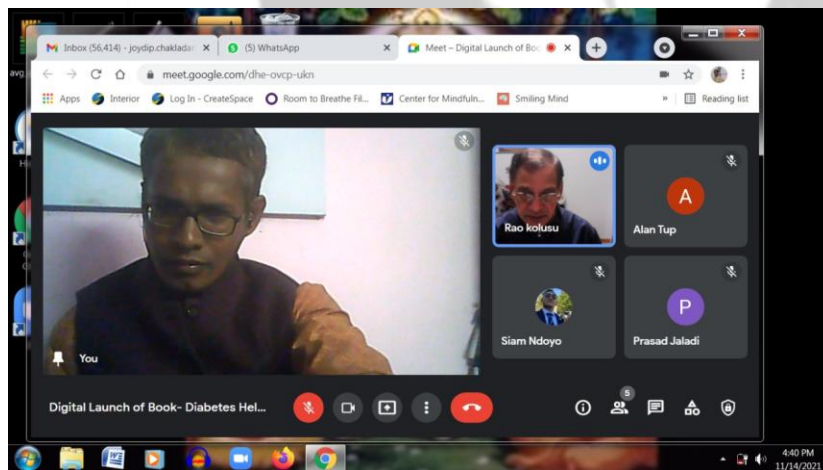 Inbox (56,414) - joydip.chakladar
(5) WhatsApp
Meet – Digital Launch of Boo
meet.google.com/dhe-ovcp-ukn
Apps
Interior
Log In - CreateSpace
Room to Breathe Fil...
Center for Mindfuln...
Smiling Mind
»
Reading list
avg
You
Rao kolusu
A
Alan Tup
Siam Ndoyo
P
Prasad Jaladi
Digital Launch of Book- Diabetes Hel...
5
4:40 PM
11/14/2021